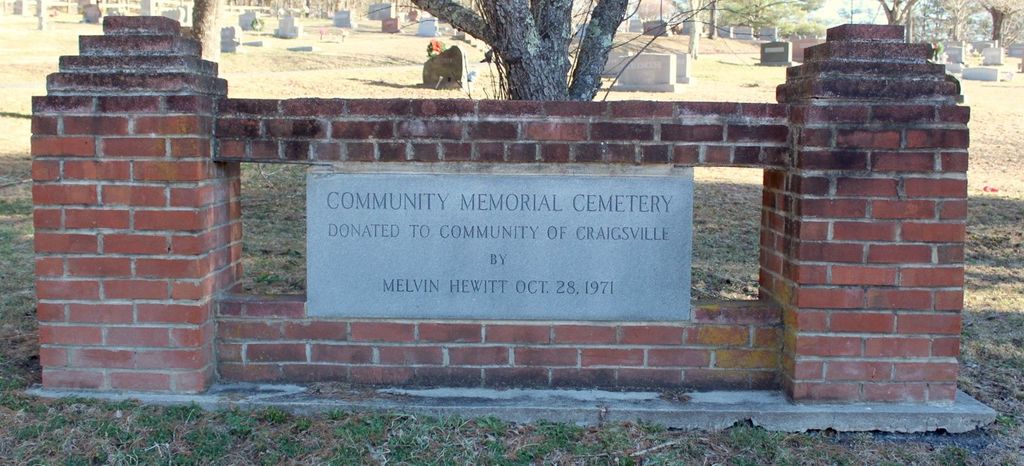 COMMUNITY MEMORIAL CEMETERY
DONATED TO COMMUNITY OF CRAIGSVILLE
BY
MELVIN HEWITT OCT. 28, 1971